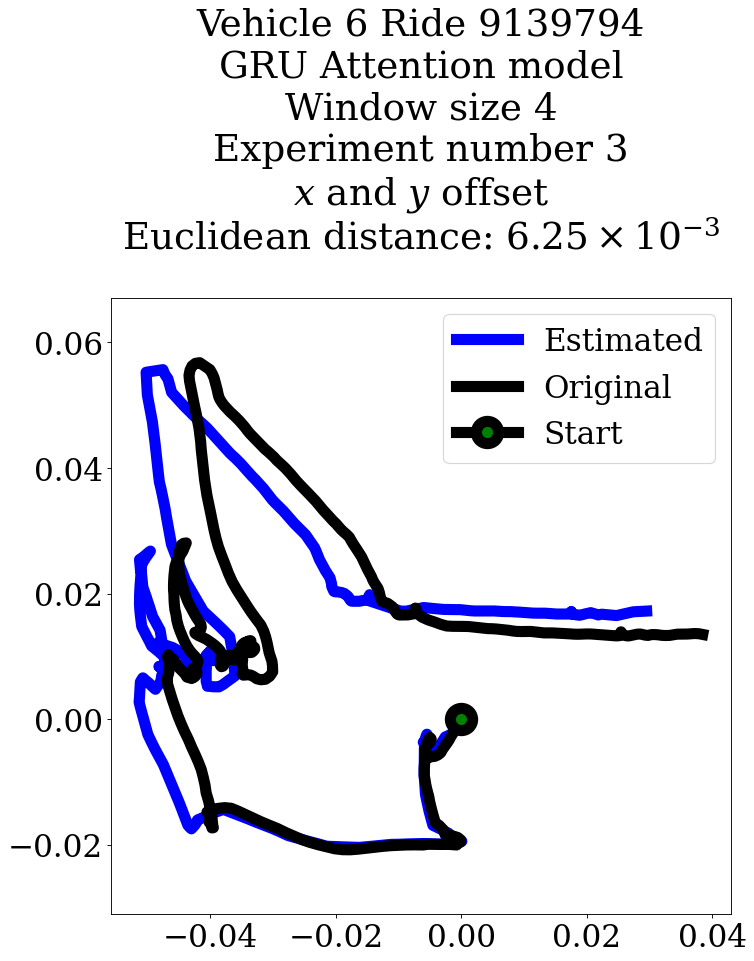 Vehicle 6 Ride 9139794
GRU Attention model
Window size 4
Experiment number 3
x and y offset
Euclidean distance: 6.25 × 10⁻³
Estimated
Original
Start
0.06
0.04
0.02
0.00
−0.02
−0.04
−0.02
0.00
0.02
0.04